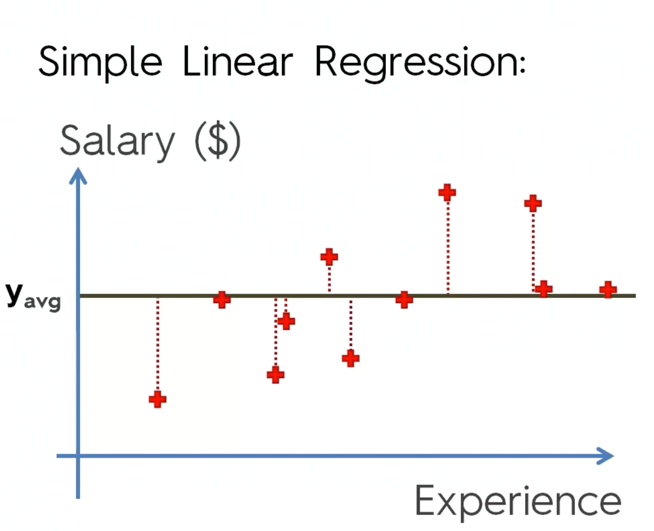 Simple Linear Regression:
Salary ($)
yavg
Experience